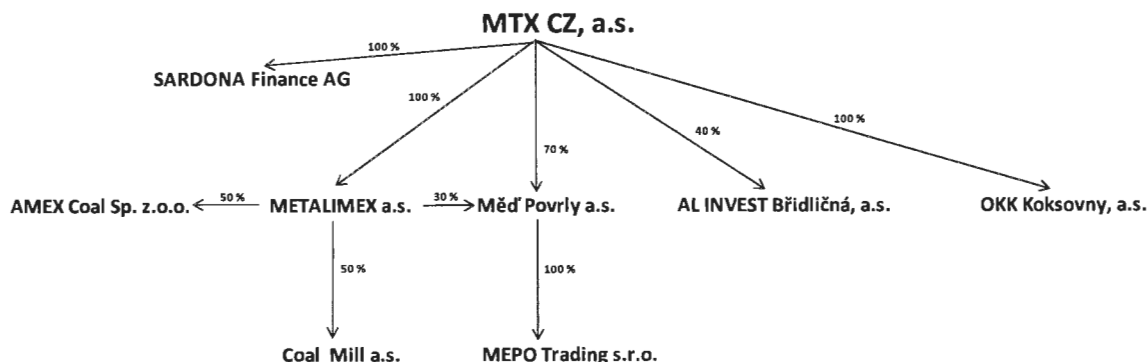 MTX CZ, a.s.
100 %
SARDONA Finance AG
100 %
70 %
40 %
100 %
AMEX Coal Sp. z.o.o.
50 %
METALIMEX a.s.
30 %
Měď Povrly a.s.
AL INVEST Břidličná, a.s.
OKK Koksovny, a.s.
50 %
100 %
Coal Mill a.s.
MEPO Trading s.r.o.